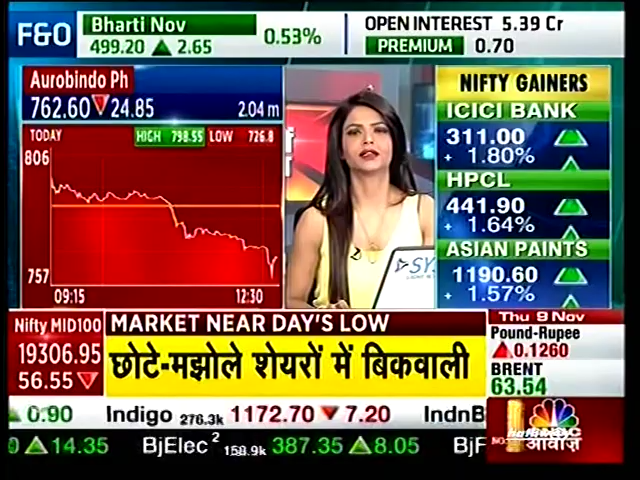 F&O
Bharti Nov
499.20 ▲ 2.65
0.53%
OPEN INTEREST 5.39 Cr
PREMIUM 0.70
Aurobindo Ph
762.60 ▼ 24.85 2.04 m
TODAY HIGH 798.55 LOW 726.8
806
757
09:15 12:30
SYS
NIFTY GAINERS
ICICI BANK
311.00
+ 1.80%
HPCL
441.90
+ 1.64%
ASIAN PAINTS
1190.60
+ 1.57%
Nifty MID100
19306.95
56.55 ▼
MARKET NEAR DAY'S LOW
छोटे-मझोले शेयरों में बिकवाली
Thu 9 Nov
Pound-Rupee
▲ 0.1260
BRENT
63.54
0.90 Indigo 276.3k 1172.70 ▼ 7.20 IndnB
0 ▲ 14.35 BjElec 2 158.9k 387.35 ▲ 8.05 BjF
आवाज़